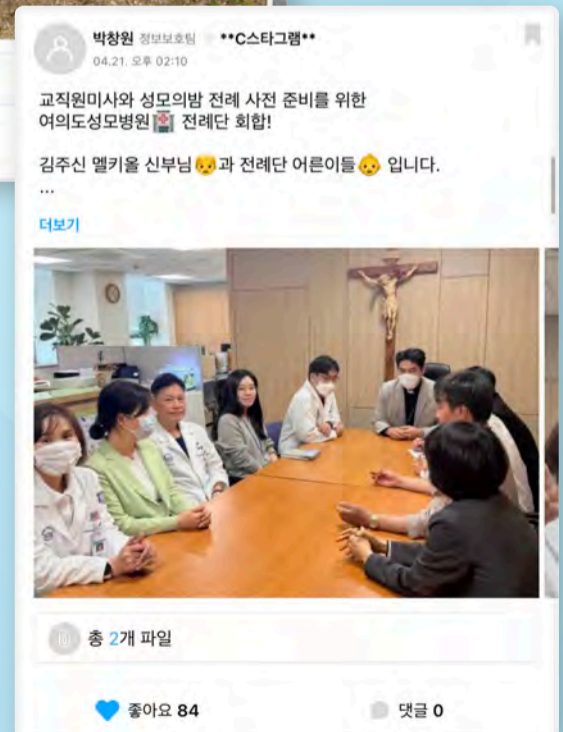 박창원 정보보호팀 **C스타그램**
04.21. 오후 02:10
교직원미사와 성모의밤 전례 사전 준비를 위한
여의도성모병원🏥 전례단 회합!
김주신 멜키올 신부님😿과 전례단 어른이들👶 입니다.
...
더보기
총 2개 파일
좋아요 84
댓글 0